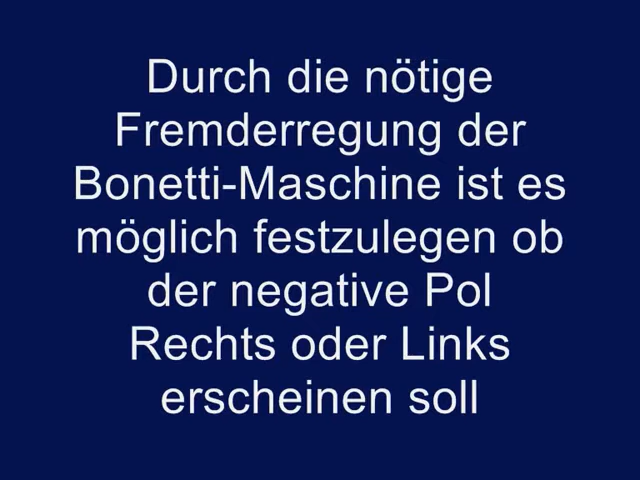 Durch die nötige
Fremderregung der
Bonetti-Maschine ist es
möglich festzulegen ob
der negative Pol
Rechts oder Links
erscheinen soll